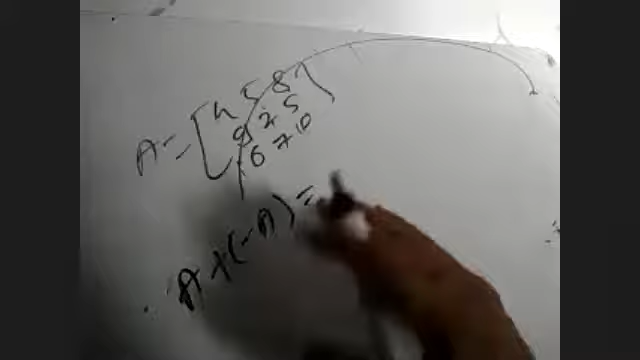 A = [4 5 8]
9 2 5
6 7 10
∴ A + (-A) =